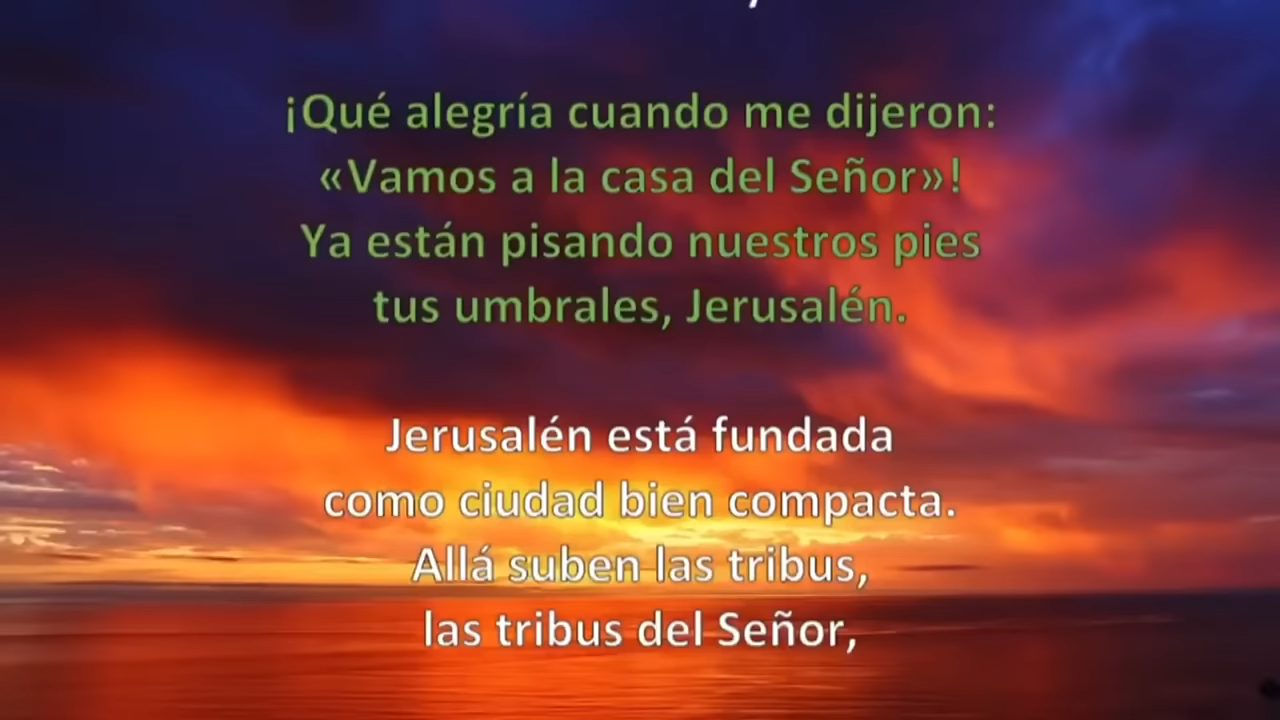 ¡Qué alegría cuando me dijeron:
«Vamos a la casa del Señor»!
Ya están pisando nuestros pies
tus umbrales, Jerusalén.
Jerusalén está fundada
como ciudad bien compacta.
Allá suben las tribus,
las tribus del Señor,